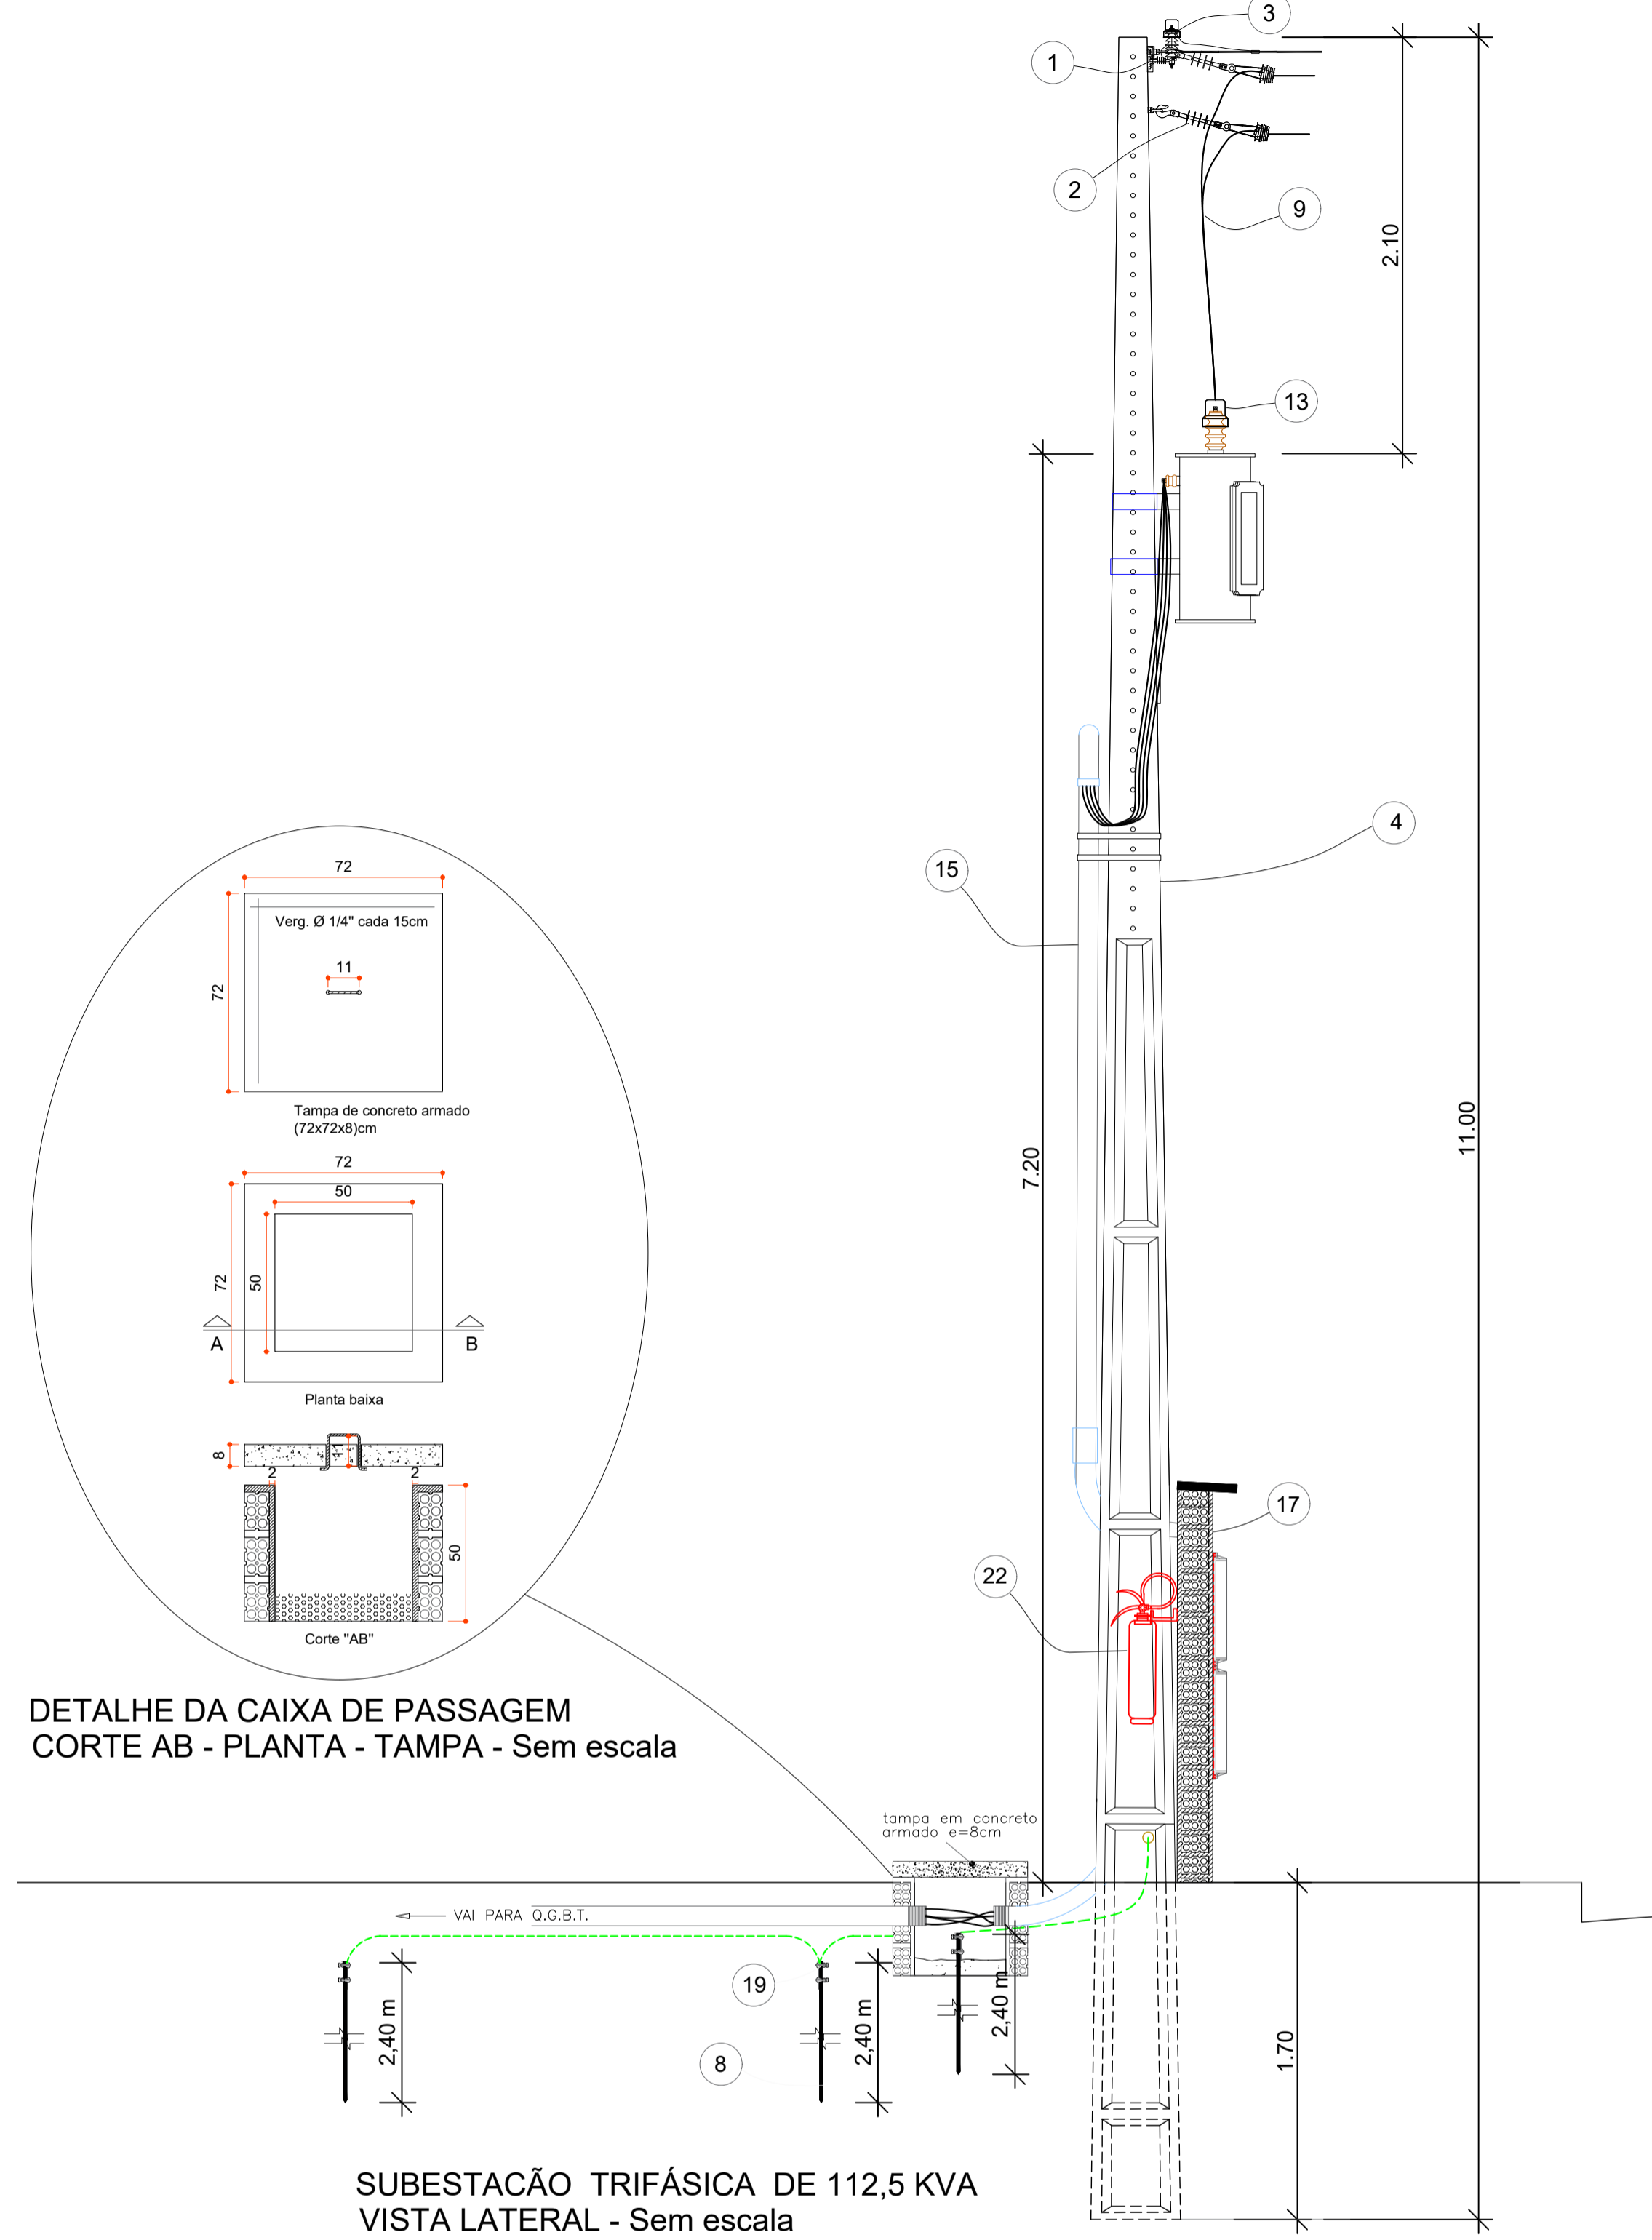 3
1
2
9
2.10
13
4
15
7.20
11.00
72
Verg. Ø 1/4" cada 15cm
11
72
Tampa de concreto armado
(72x72x8)cm
72
50
72
50
A
B
Planta baixa
8
11
2
2
50
Corte "AB"
17
22
DETALHE DA CAIXA DE PASSAGEM
CORTE AB - PLANTA - TAMPA - Sem escala
tampa em concreto
armado e=8cm
VAI PARA Q.G.B.T.
19
8
2,40 m
2,40 m
2,40 m
1.70
SUBESTACÃO TRIFÁSICA DE 112,5 KVA
VISTA LATERAL - Sem escala